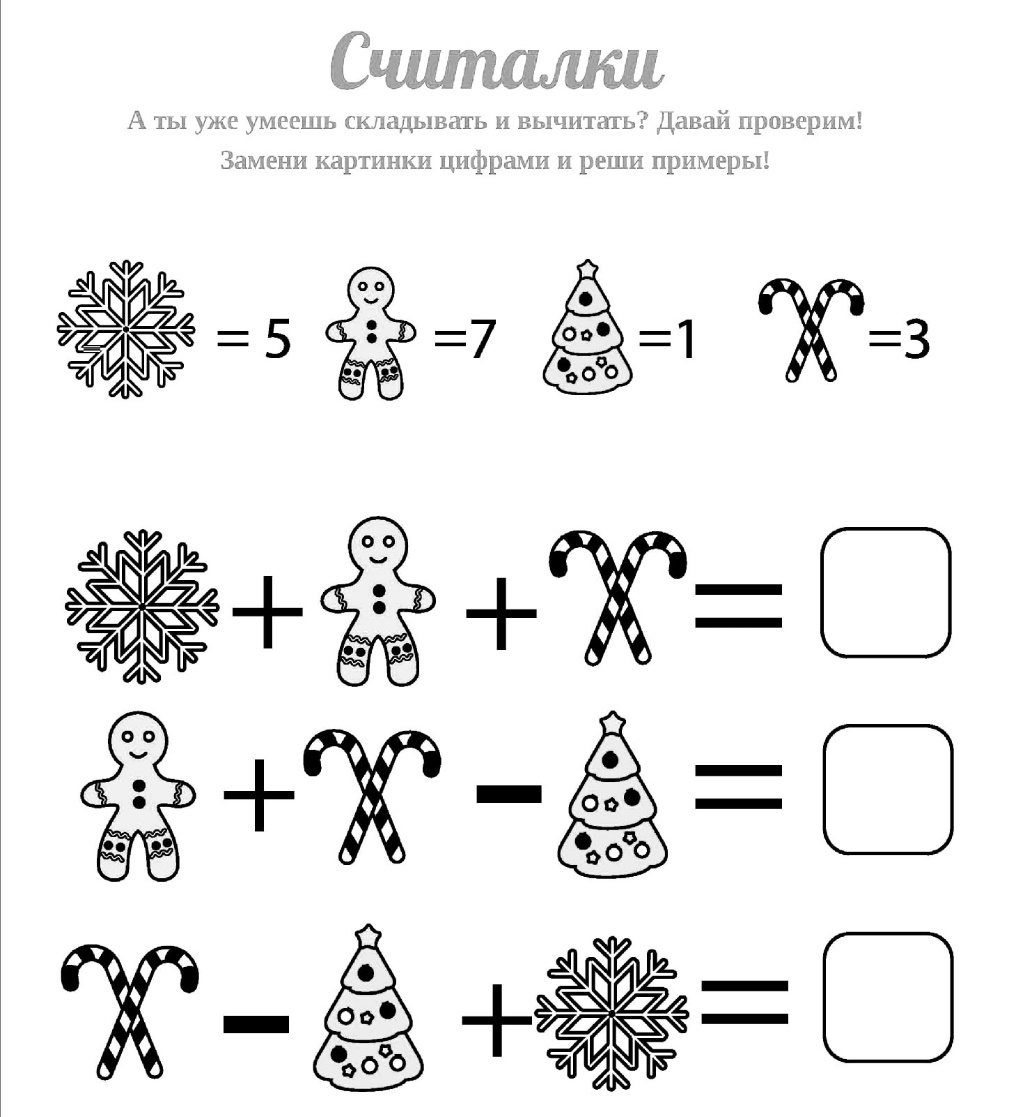 Считалки
А ты уже умеешь складывать и вычитать? Давай проверим!
Замени картинки цифрами и реши примеры!
= 5 =7 =1 =3
+ + =
+ - =
- + =